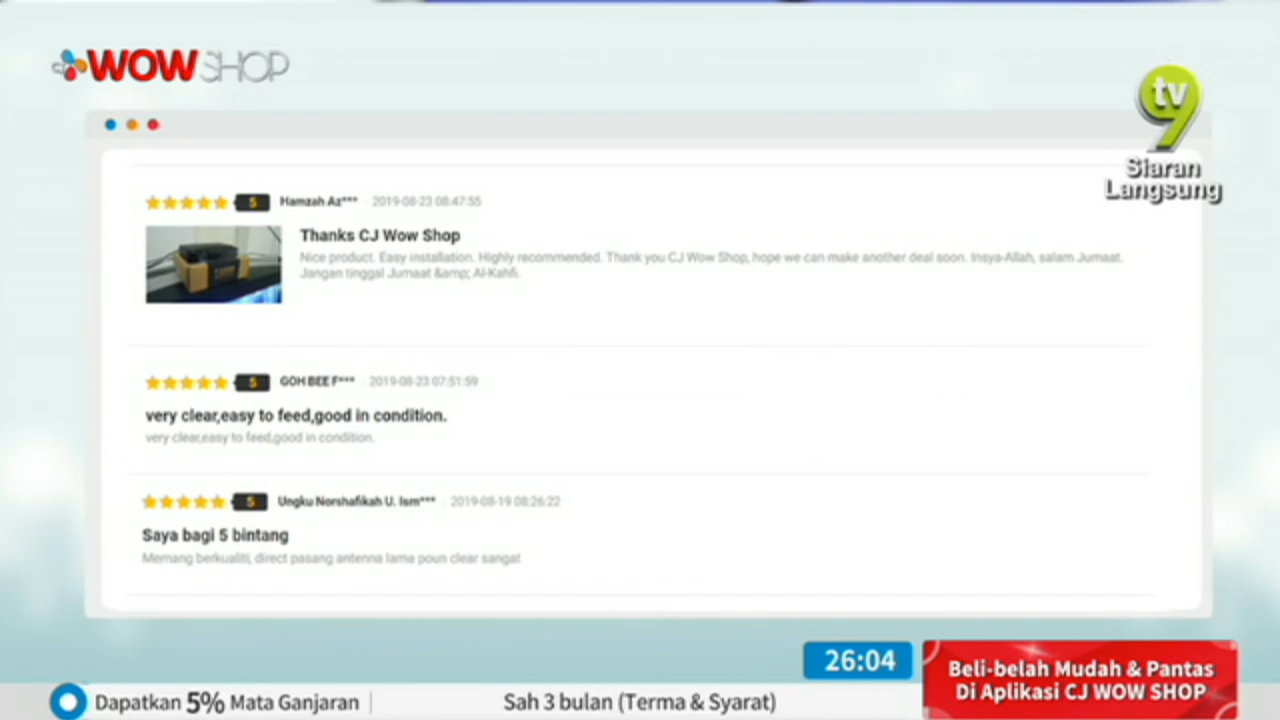 CJ WOW SHOP
tv9
Siaran
Langsung
5 Hamzah Az*** 2019-08-23 08:47:55
Thanks CJ Wow Shop
Nice product. Easy installation. Highly recommended. Thank you CJ Wow Shop, hope we can make another deal soon. Insya-Allah, salam Jumaat.
Jangan tinggal Jumaat &amp; Al-Kahfi.
5 GOH BEE F*** 2019-08-23 07:51:59
very clear,easy to feed,good in condition.
very clear,easy to feed,good in condition.
5 Ungku Norshafikah U. Ism*** 2019-08-19 08:26:22
Saya bagi 5 bintang
Memang berkualiti, direct pasang antenna lama poun clear sangat
26:04
Beli-belah Mudah & Pantas
Di Aplikasi CJ WOW SHOP
Dapatkan 5% Mata Ganjaran
Sah 3 bulan (Terma & Syarat)